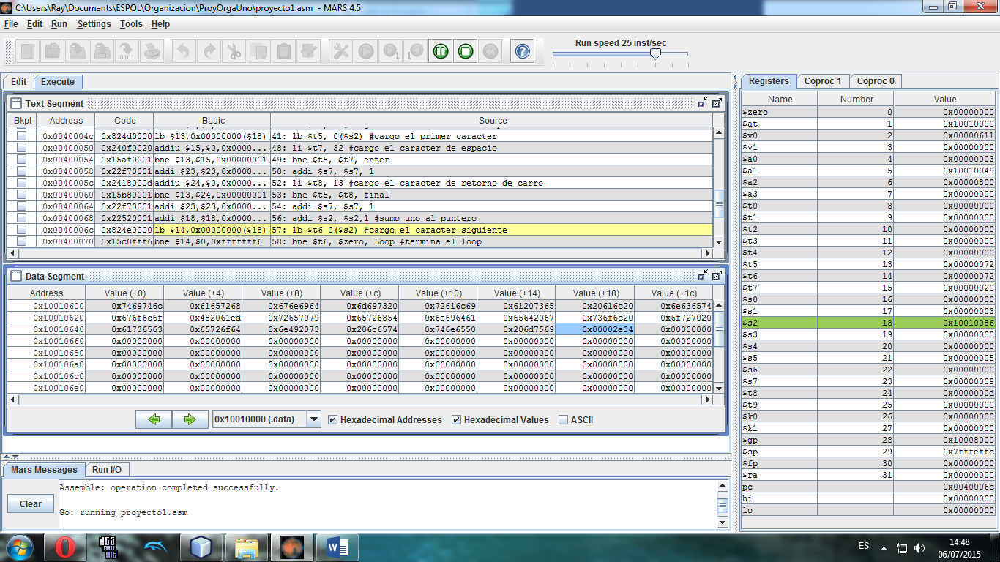 C:\Users\Ray\Documents\ESPOL\Organizacion\ProyOrgaUno\proyecto1.asm - MARS 4.5
File Edit Run Settings Tools Help
Run speed 25 inst/sec
Edit Execute
Text Segment
Bkpt Address Code Basic Source
0x0040004c 0x824d0000 lb $13,0x00000000($18) 41: lb $t5, 0($s2) #cargo el primer caracter
0x00400050 0x240f0020 addiu $15,$0,0x0000... 48: li $t7, 32 #cargo el caracter de espacio
0x00400054 0x15af0001 bne $13,$15,0x00000001 49: bne $t5, $t7, enter
0x00400058 0x22f70001 addi $23,$23,0x0000... 50: addi $s7, $s7, 1
0x0040005c 0x2418000d addiu $24,$0,0x0000... 52: li $t8, 13 #cargo el caracter de retorno de carro
0x00400060 0x15b80001 bne $13,$24,0x00000001 53: bne $t5, $t8, final
0x00400064 0x22f70001 addi $23,$23,0x0000... 54: addi $s7, $s7, 1
0x00400068 0x22520001 addi $18,$18,0x0000... 56: addi $s2, $s2,1 #sumo uno al puntero
0x0040006c 0x824e0000 lb $14,0x00000000($18) 57: lb $t6 0($s2) #cargo el caracter siguiente
0x00400070 0x15c0fff6 bne $14,$0,0xfffffff6 58: bne $t6, $zero, Loop #termina el loop
Data Segment
Address Value (+0) Value (+4) Value (+8) Value (+c) Value (+10) Value (+14) Value (+18) Value (+1c)
0x10010600 0x7469746c 0x61657268 0x676e6964 0x6d697320 0x72616c69 0x61207365 0x20616c20 0x6e636574
0x10010620 0x676f6c6f 0x482061ed 0x72657079 0x65726854 0x6e696461 0x65642067 0x736f6c20 0x6f727020
0x10010640 0x61736563 0x65726f64 0x6e492073 0x206c6574 0x746e6550 0x206d7569 0x00002e34 0x00000000
0x10010660 0x00000000 0x00000000 0x00000000 0x00000000 0x00000000 0x00000000 0x00000000 0x00000000
0x10010680 0x00000000 0x00000000 0x00000000 0x00000000 0x00000000 0x00000000 0x00000000 0x00000000
0x100106a0 0x00000000 0x00000000 0x00000000 0x00000000 0x00000000 0x00000000 0x00000000 0x00000000
0x100106c0 0x00000000 0x00000000 0x00000000 0x00000000 0x00000000 0x00000000 0x00000000 0x00000000
0x100106e0 0x00000000 0x00000000 0x00000000 0x00000000 0x00000000 0x00000000 0x00000000 0x00000000
0x10010000 (.data) Hexadecimal Addresses Hexadecimal Values ASCII
Mars Messages Run I/O
Assemble: operation completed successfully.
Clear
Go: running proyecto1.asm
Registers Coproc 1 Coproc 0
Name Number Value
$zero 0 0x00000000
$at 1 0x10010000
$v0 2 0x00000611
$v1 3 0x00000000
$a0 4 0x00000003
$a1 5 0x10010049
$a2 6 0x00000800
$a3 7 0x00000000
$t0 8 0x00000000
$t1 9 0x00000000
$t2 10 0x00000000
$t3 11 0x00000000
$t4 12 0x00000000
$t5 13 0x00000072
$t6 14 0x00000072
$t7 15 0x00000020
$s0 16 0x00000000
$s1 17 0x00000003
$s2 18 0x10010086
$s3 19 0x00000000
$s4 20 0x00000000
$s5 21 0x00000005
$s6 22 0x00000000
$s7 23 0x00000009
$t8 24 0x0000000d
$t9 25 0x00000000
$k0 26 0x00000000
$k1 27 0x00000000
$gp 28 0x10008000
$sp 29 0x7fffeffc
$fp 30 0x00000000
$ra 31 0x00000000
pc 0x0040006c
hi 0x00000000
lo 0x00000000
ES
14:48
06/07/2015